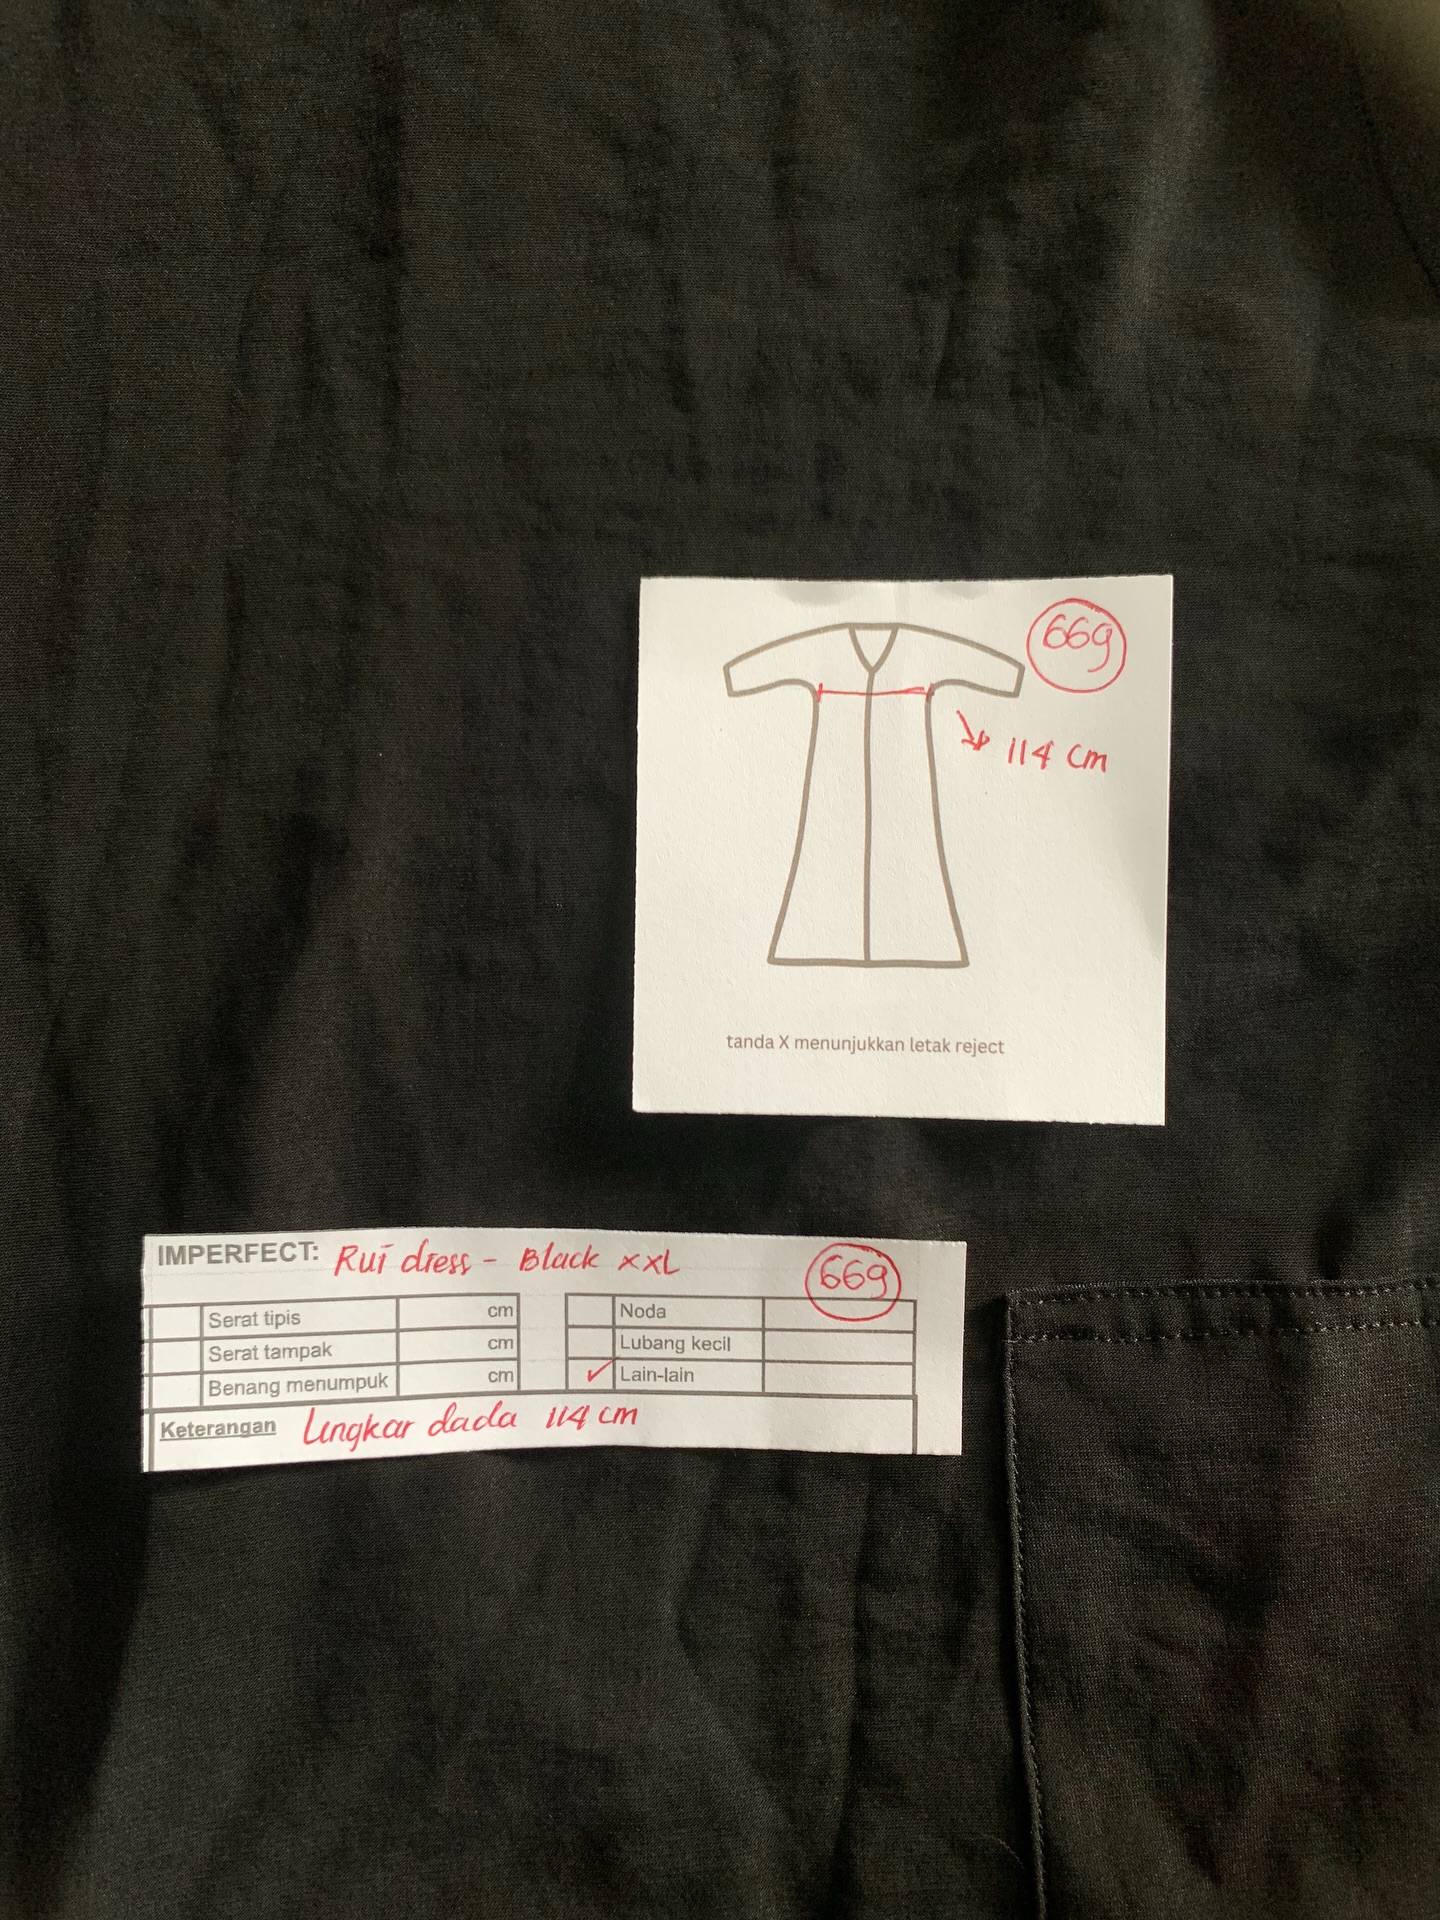 669
114 cm
tanda X menunjukkan letak reject
IMPERFECT: Rui dress - Black XXL 669
Serat tipis cm Noda
Serat tampak cm Lubang kecil
Benang menumpuk cm ✓ Lain-lain
Keterangan Lingkar dada 114 cm